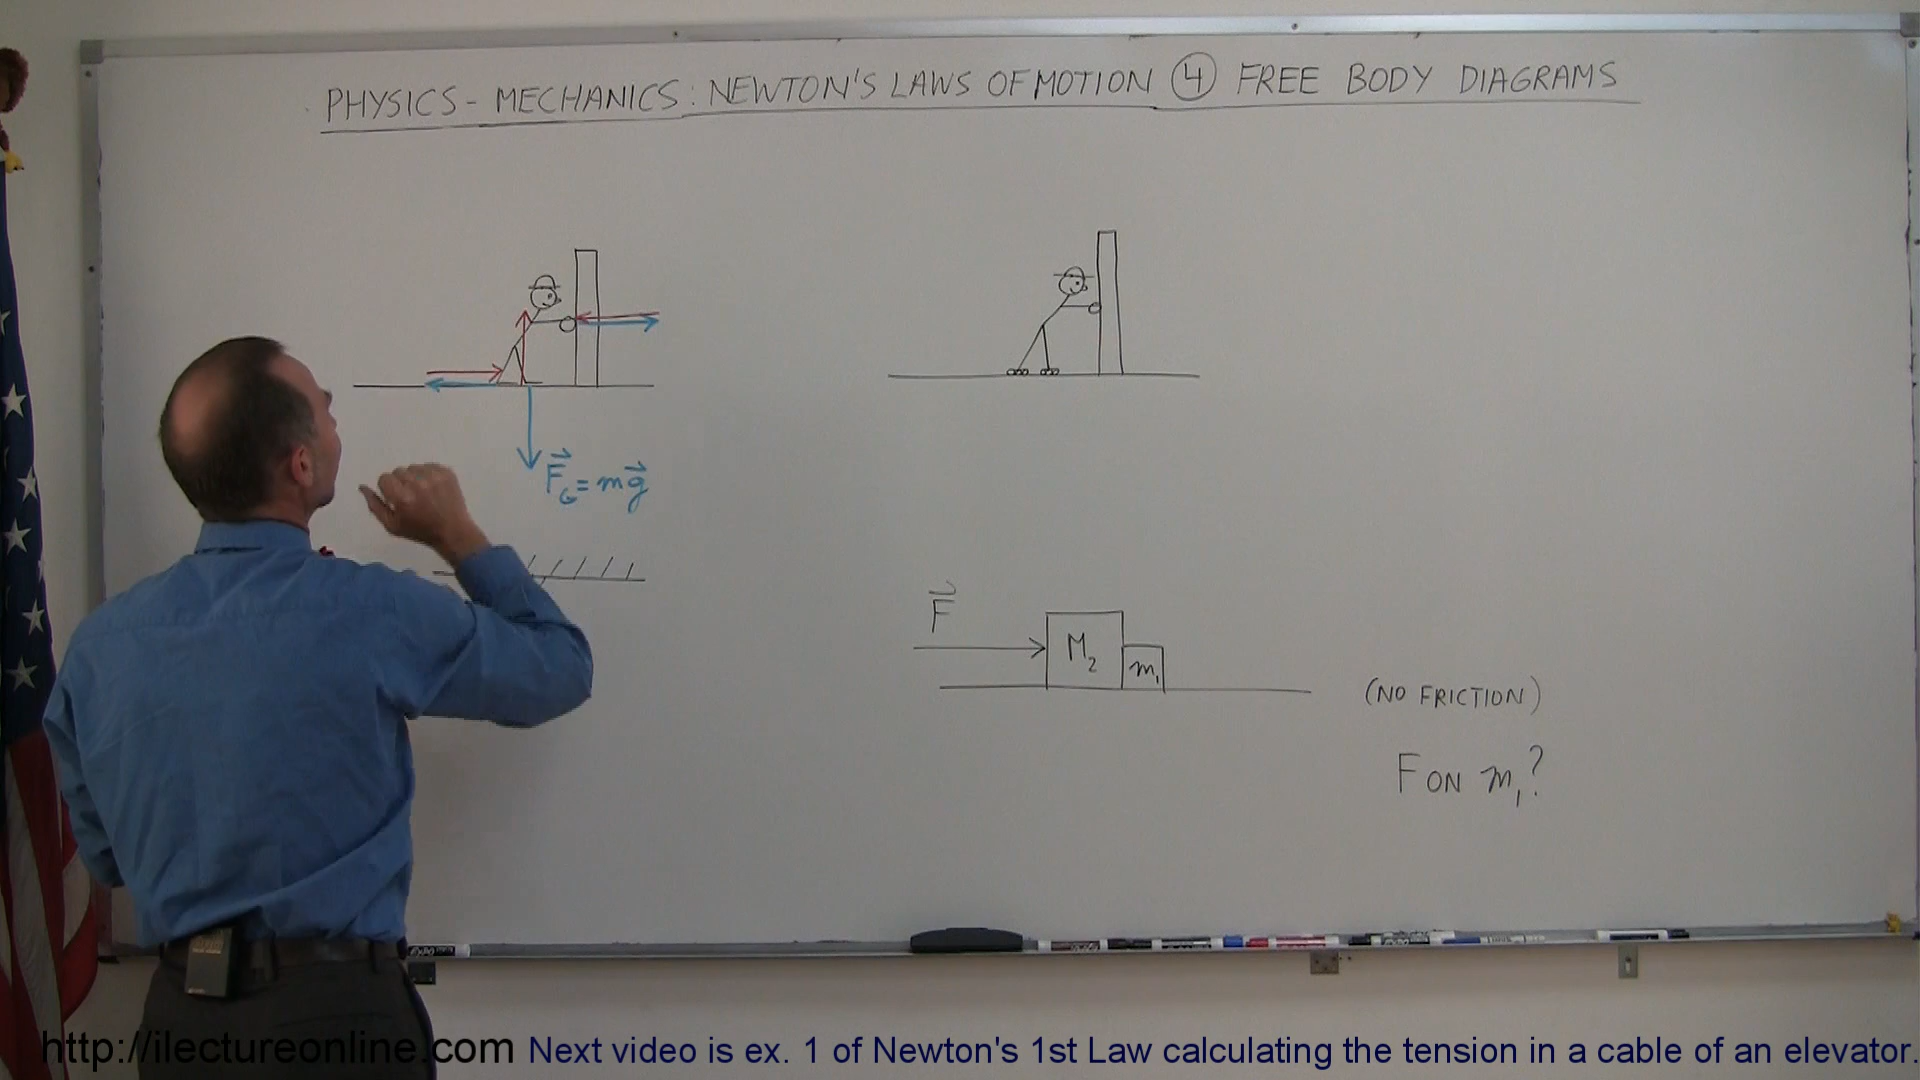 PHYSICS - MECHANICS: NEWTON'S LAWS OF MOTION ④ FREE BODY DIAGRAMS
F⃗G = mg⃗
F⃗
M₂
m₁
(NO FRICTION)
F ON m₁?
http://ilectureonline.com Next video is ex. 1 of Newton's 1st Law calculating the tension in a cable of an elevator.